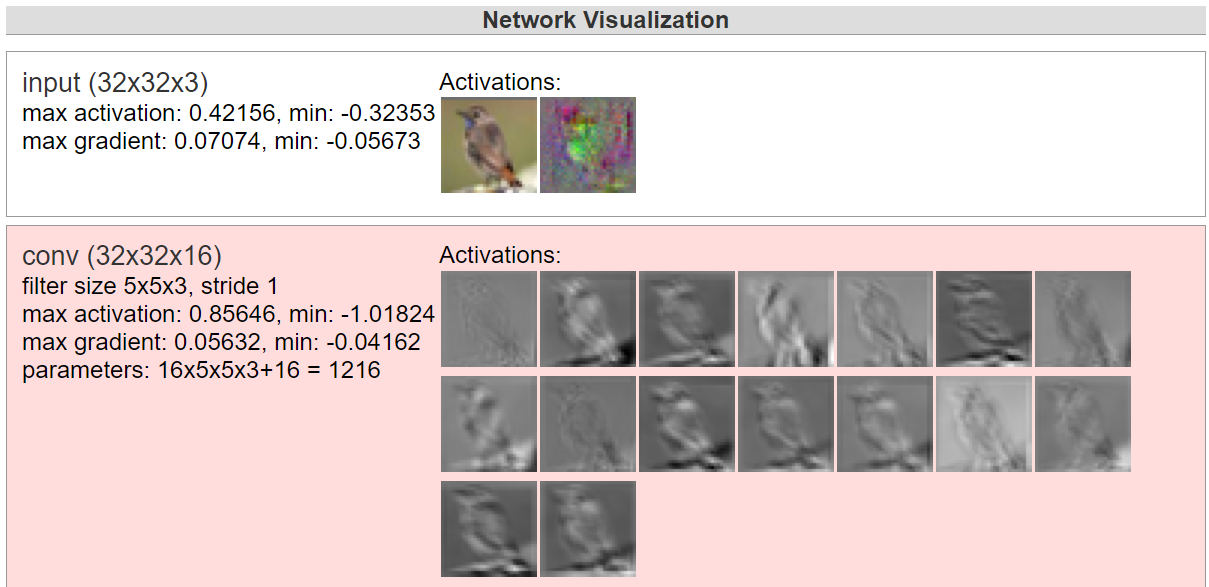 Network Visualization
input (32x32x3)
max activation: 0.42156, min: -0.32353
max gradient: 0.07074, min: -0.05673
Activations:
conv (32x32x16)
filter size 5x5x3, stride 1
max activation: 0.85646, min: -1.01824
max gradient: 0.05632, min: -0.04162
parameters: 16x5x5x3+16 = 1216
Activations: